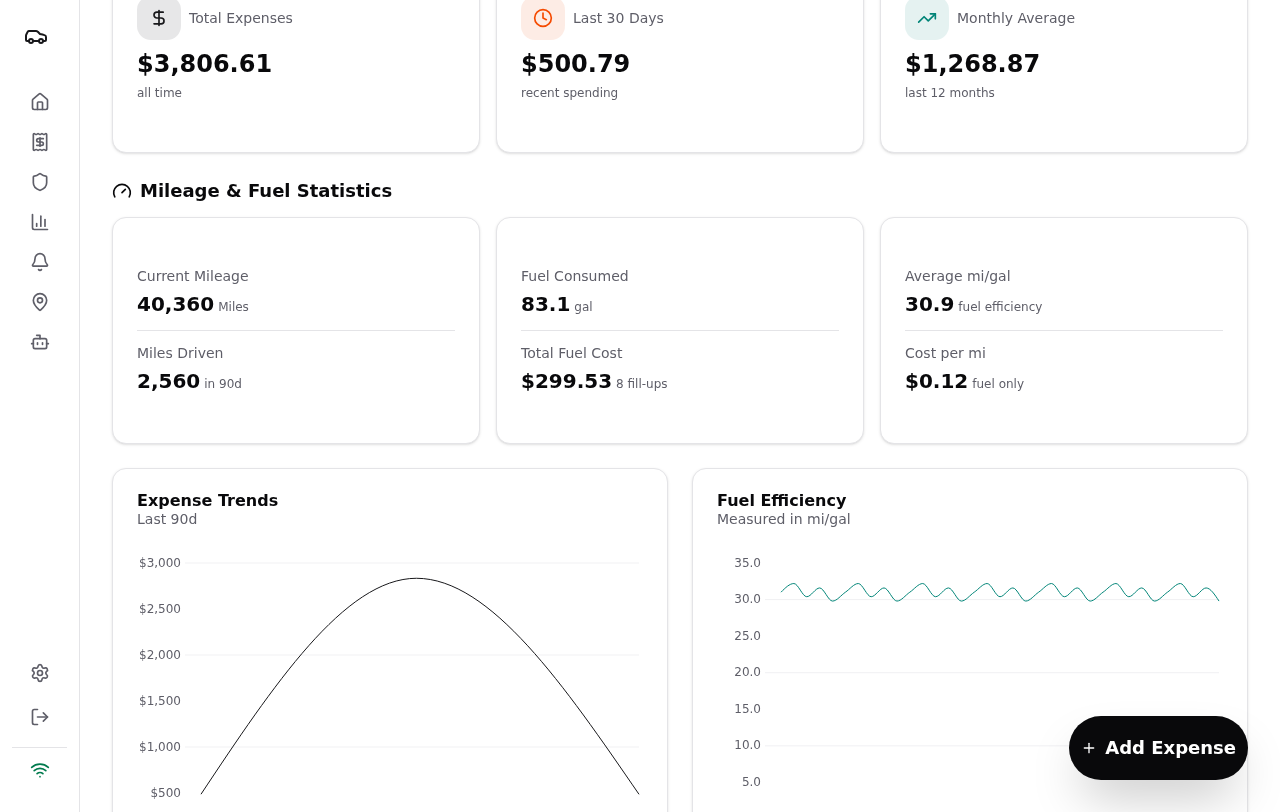 Total Expenses
$3,806.61
all time
Last 30 Days
$500.79
recent spending
Monthly Average
$1,268.87
last 12 months
Mileage & Fuel Statistics
Current Mileage
40,360 Miles
Miles Driven
2,560 in 90d
Fuel Consumed
83.1 gal
Total Fuel Cost
$299.53 8 fill-ups
Average mi/gal
30.9 fuel efficiency
Cost per mi
$0.12 fuel only
Expense Trends
Last 90d
$3,000
$2,500
$2,000
$1,500
$1,000
$500
Fuel Efficiency
Measured in mi/gal
35.0
30.0
25.0
20.0
15.0
10.0
5.0
+ Add Expense